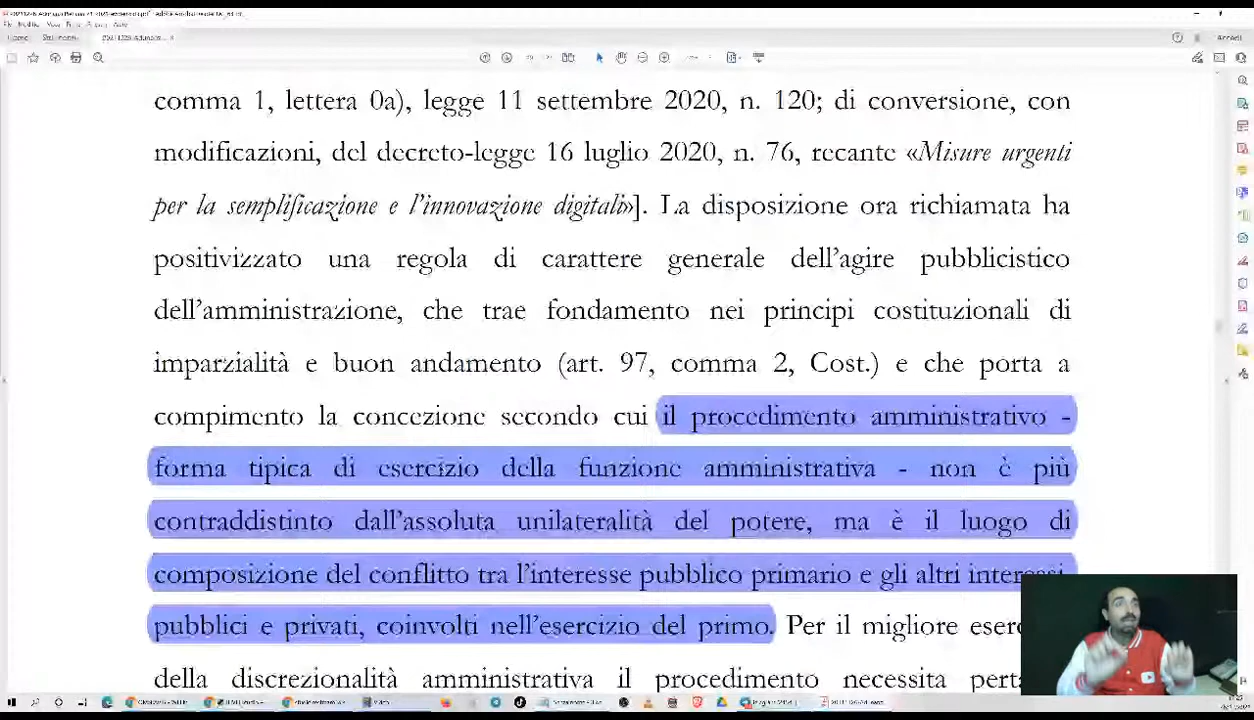 comma 1, lettera 0a), legge 11 settembre 2020, n. 120; di conversione, con
modificazioni, del decreto-legge 16 luglio 2020, n. 76, recante «Misure urgenti
per la semplificazione e l'innovazione digitali»]. La disposizione ora richiamata ha
positivizzato una regola di carattere generale dell'agire pubblicistico
dell'amministrazione, che trae fondamento nei principi costituzionali di
imparzialità e buon andamento (art. 97, comma 2, Cost.) e che porta a
compimento la concezione secondo cui il procedimento amministrativo -
forma tipica di esercizio della funzione amministrativa - non è più
contraddistinto dall'assoluta unilateralità del potere, ma è il luogo di
composizione del conflitto tra l'interesse pubblico primario e gli altri
pubblici e privati, coinvolti nell'esercizio del primo. Per il migliore
della discrezionalità amministrativa il procedimento necessita